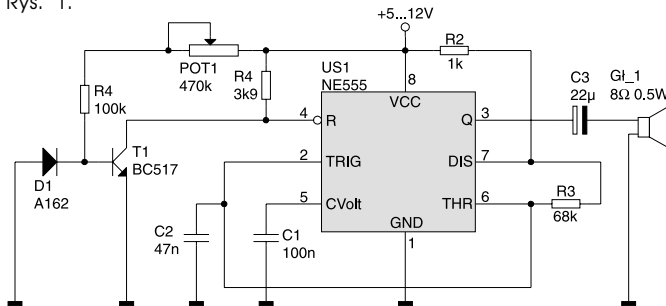 Rys. 1.
+5...12V
POT1
470k
R4
100k
R4
3k9
R2
1k
US1
NE555
8
VCC
4
R
Q
3
C3
22µ
Gł_1
8Ω 0.5W
T1
BC517
D1
A162
2
TRIG
DIS
7
5
CVolt
THR
6
R3
68k
GND
1
C2
47n
C1
100n